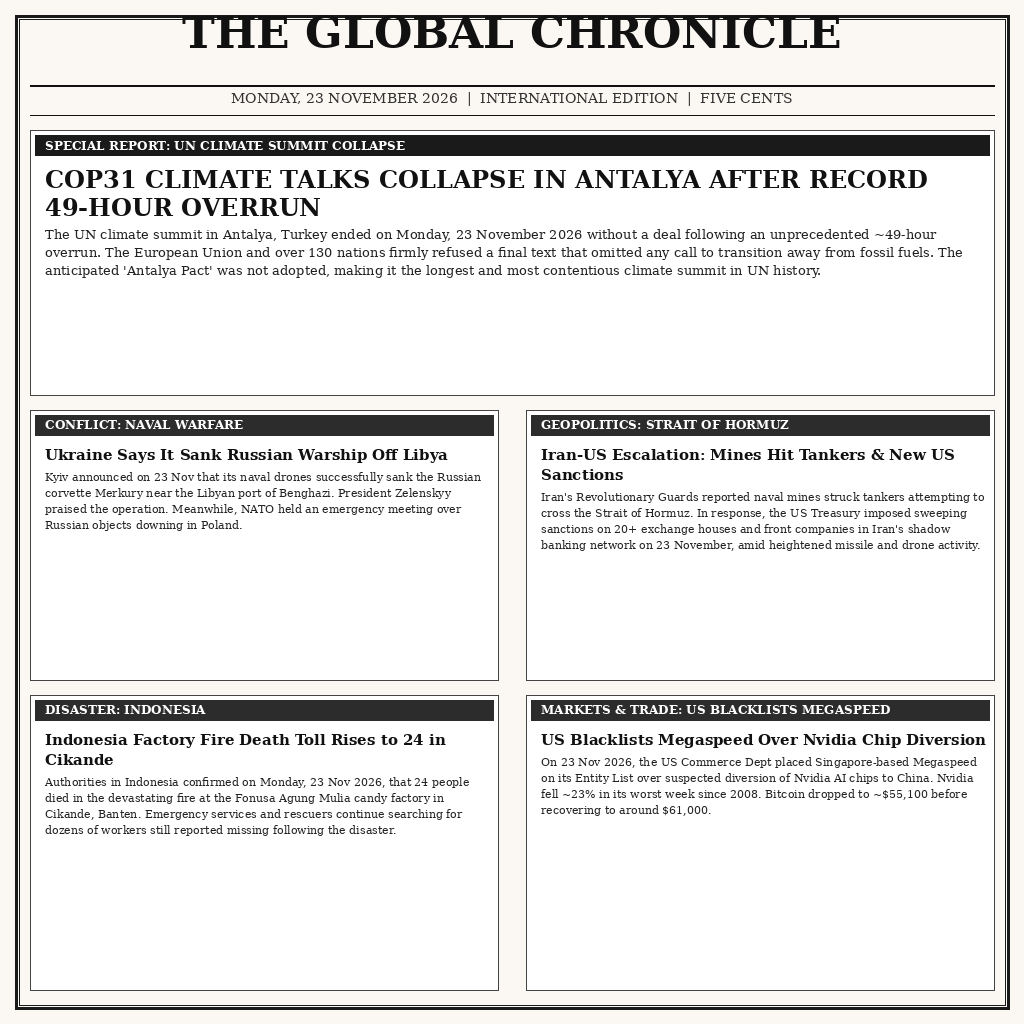 THE GLOBAL CHRONICLE
MONDAY, 23 NOVEMBER 2026 | INTERNATIONAL EDITION | FIVE CENTS
SPECIAL REPORT: UN CLIMATE SUMMIT COLLAPSE
COP31 CLIMATE TALKS COLLAPSE IN ANTALYA AFTER RECORD
49-HOUR OVERRUN
The UN climate summit in Antalya, Turkey ended on Monday, 23 November 2026 without a deal following an unprecedented ~49-hour
overrun. The European Union and over 130 nations firmly refused a final text that omitted any call to transition away from fossil fuels. The
anticipated 'Antalya Pact' was not adopted, making it the longest and most contentious climate summit in UN history.
CONFLICT: NAVAL WARFARE
Ukraine Says It Sank Russian Warship Off Libya
Kyiv announced on 23 Nov that its naval drones successfully sank the Russian
corvette Merkury near the Libyan port of Benghazi. President Zelenskyy
praised the operation. Meanwhile, NATO held an emergency meeting over
Russian objects downing in Poland.
GEOPOLITICS: STRAIT OF HORMUZ
Iran-US Escalation: Mines Hit Tankers & New US
Sanctions
Iran's Revolutionary Guards reported naval mines struck tankers attempting to
cross the Strait of Hormuz. In response, the US Treasury imposed sweeping
sanctions on 20+ exchange houses and front companies in Iran's shadow
banking network on 23 November, amid heightened missile and drone activity.
DISASTER: INDONESIA
Indonesia Factory Fire Death Toll Rises to 24 in
Cikande
Authorities in Indonesia confirmed on Monday, 23 Nov 2026, that 24 people
died in the devastating fire at the Fonusa Agung Mulia candy factory in
Cikande, Banten. Emergency services and rescuers continue searching for
dozens of workers still reported missing following the disaster.
MARKETS & TRADE: US BLACKLISTS MEGASPEED
US Blacklists Megaspeed Over Nvidia Chip Diversion
On 23 Nov 2026, the US Commerce Dept placed Singapore-based Megaspeed
on its Entity List over suspected diversion of Nvidia AI chips to China. Nvidia
fell ~23% in its worst week since 2008. Bitcoin dropped to ~$55,100 before
recovering to around $61,000.